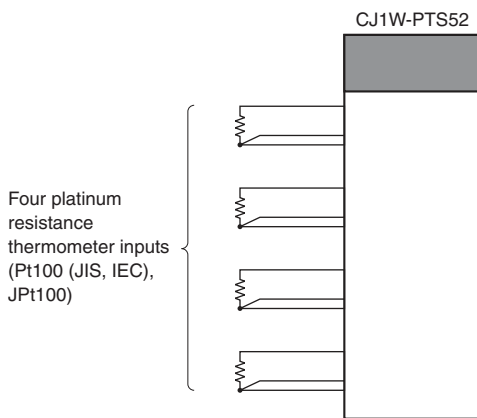 CJ1W-PTS52
Four platinum
resistance
thermometer inputs
(Pt100 (JIS, IEC),
JPt100)